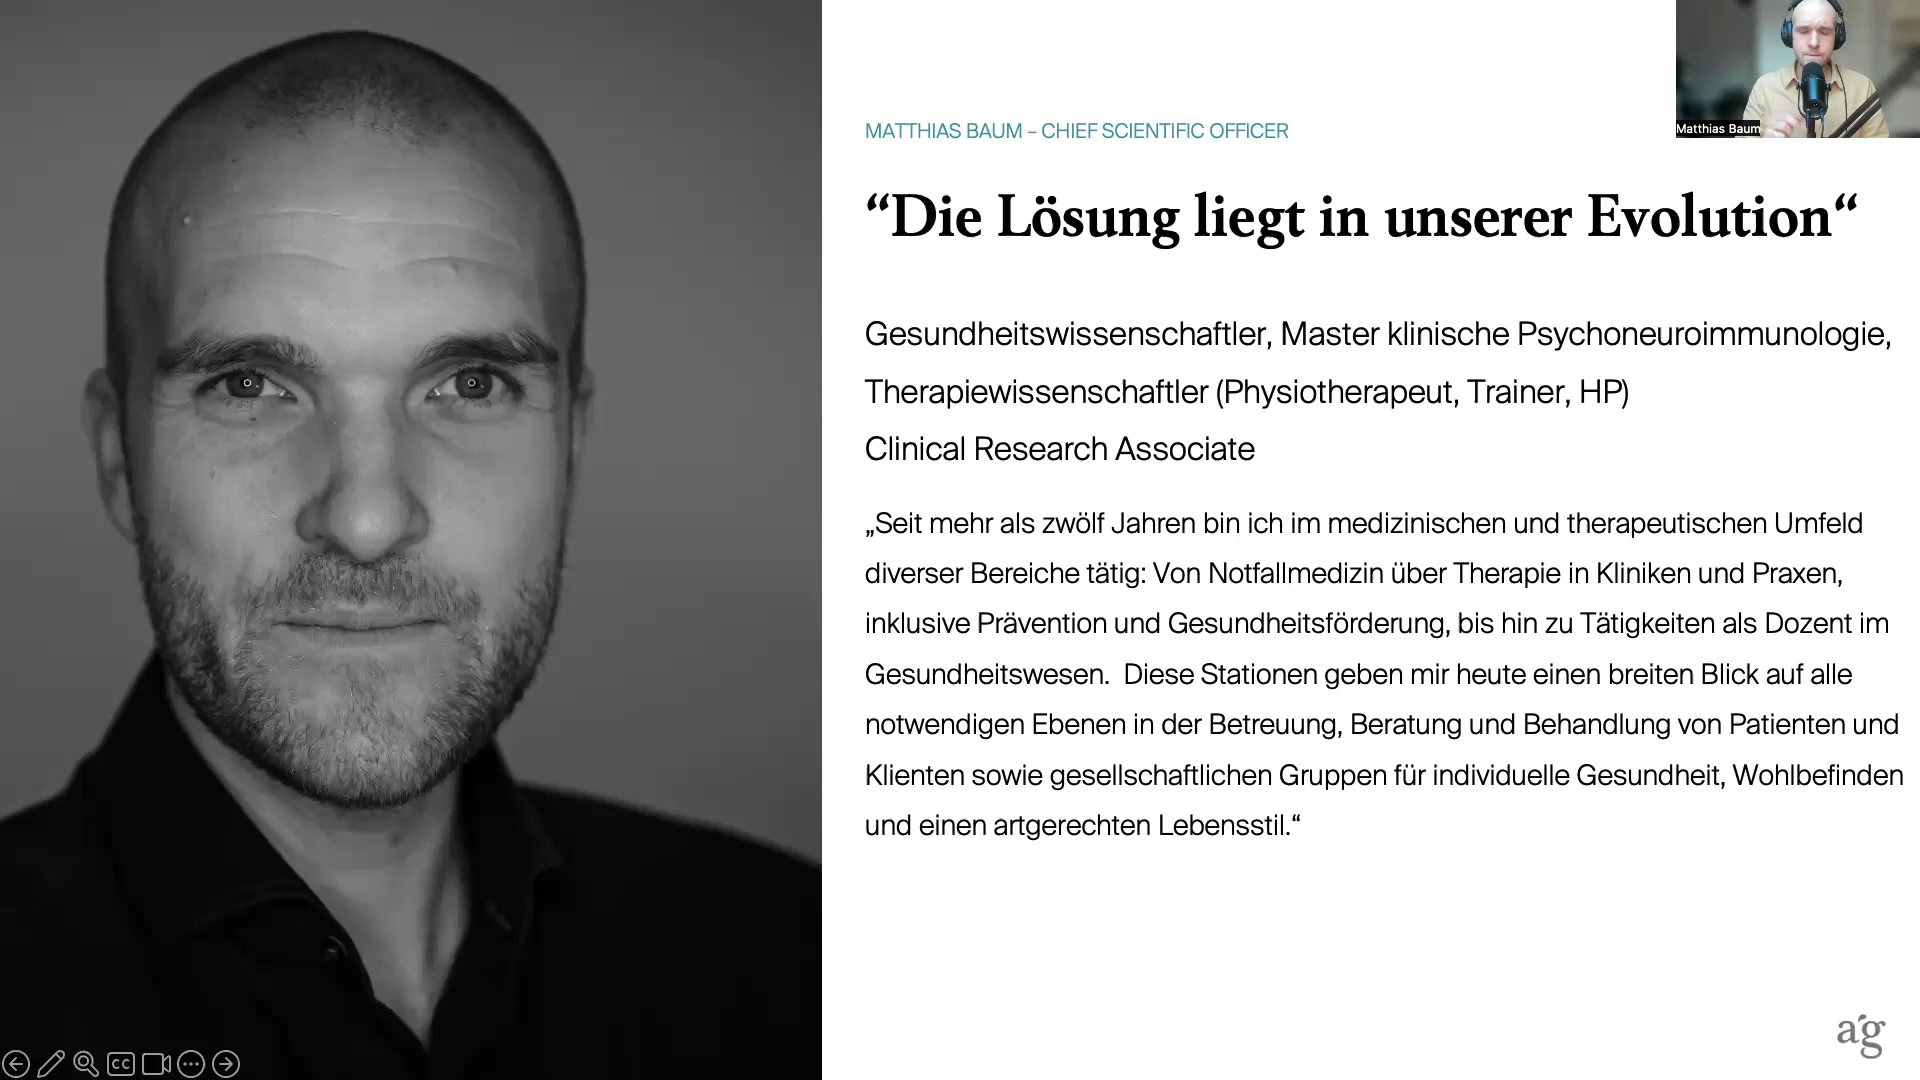 MATTHIAS BAUM – CHIEF SCIENTIFIC OFFICER
Matthias Baum
“Die Lösung liegt in unserer Evolution“
Gesundheitswissenschaftler, Master klinische Psychoneuroimmunologie,
Therapiewissenschaftler (Physiotherapeut, Trainer, HP)
Clinical Research Associate
„Seit mehr als zwölf Jahren bin ich im medizinischen und therapeutischen Umfeld
diverser Bereiche tätig: Von Notfallmedizin über Therapie in Kliniken und Praxen,
inklusive Prävention und Gesundheitsförderung, bis hin zu Tätigkeiten als Dozent im
Gesundheitswesen.  Diese Stationen geben mir heute einen breiten Blick auf alle
notwendigen Ebenen in der Betreuung, Beratung und Behandlung von Patienten und
Klienten sowie gesellschaftlichen Gruppen für individuelle Gesundheit, Wohlbefinden
und einen artgerechten Lebensstil.“
a'g
CC